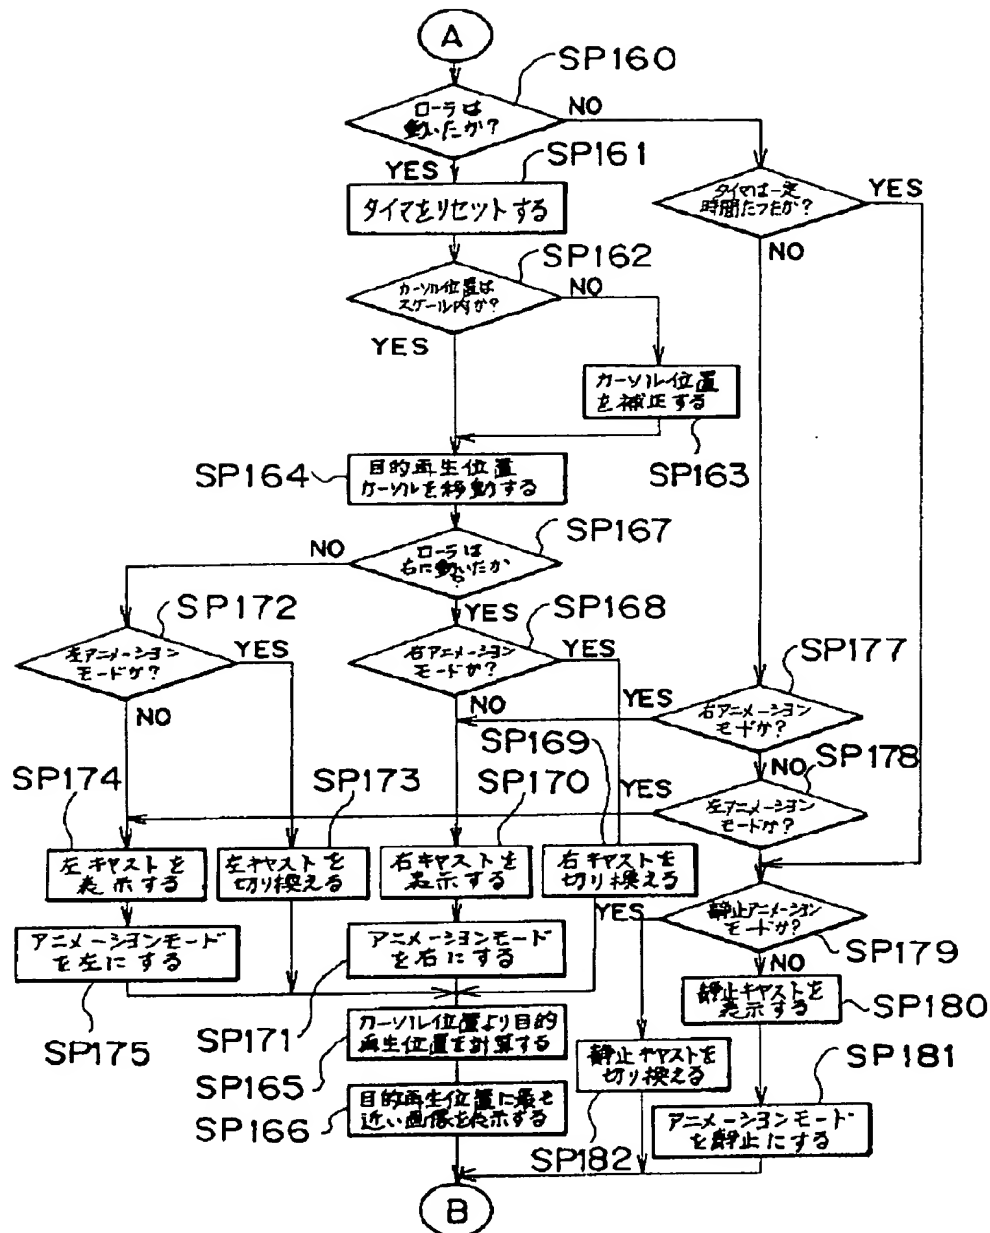 A
SP160
ローラは
動いたか?
NO
YES
SP161
タイマをリセットする
タイマは一定
時間たったか?
YES
NO
SP162
カーソル位置は
スケール内か?
NO
YES
カーソル位置
を補正する
SP163
SP164
目的再生位置
カーソルを移動する
SP167
ローラは
右に動いたか
?
NO
YES
SP172
左アニメーション
モードか?
YES
NO
SP168
右アニメーション
モードか?
YES
NO
SP177
右アニメーション
モードか?
YES
NO
SP178
左アニメーション
モードか?
YES
SP174
左キャストを
表示する
SP173
左キャストを
切り換える
SP170
右キャストを
表示する
SP169
右キャストを
切り換える
静止アニメーション
モードか?
YES
SP179
NO
アニメーションモード
を左にする
SP175
アニメーションモード
を右にする
SP171
静止キャストを
表示する
SP180
カーソル位置より目的
再生位置を計算する
SP165
静止キャストを
切り換える
SP182
SP181
アニメーションモード
を静止にする
目的再生位置に最も
近い画像を表示する
SP166
B